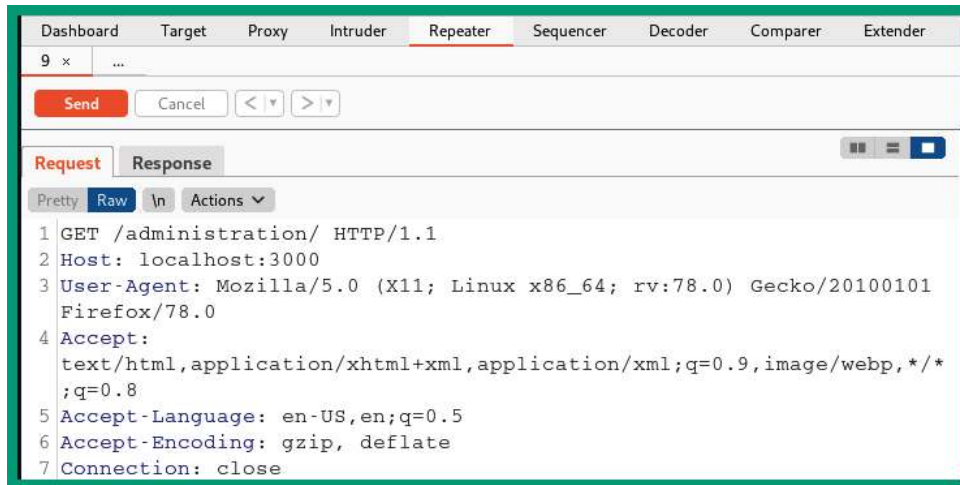 Dashboard Target Proxy Intruder Repeater Sequencer Decoder Comparer Extender
9 × ...
Send Cancel < ▾ > ▾
Request Response
Pretty Raw \n Actions
1 GET /administration/ HTTP/1.1
2 Host: localhost:3000
3 User-Agent: Mozilla/5.0 (X11; Linux x86_64; rv:78.0) Gecko/20100101
Firefox/78.0
4 Accept:
text/html,application/xhtml+xml,application/xml;q=0.9,image/webp,*/*
;q=0.8
5 Accept-Language: en-US,en;q=0.5
6 Accept-Encoding: gzip, deflate
7 Connection: close